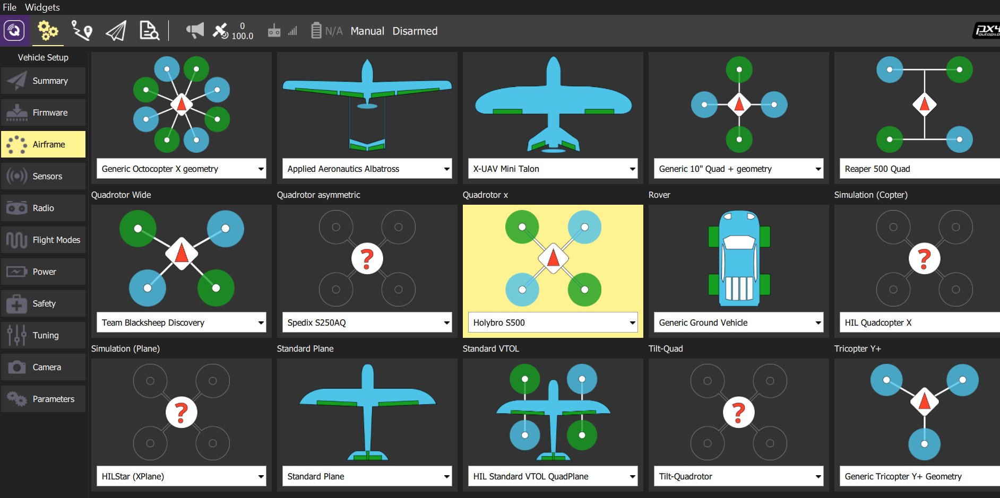 File Widgets
0
100.0
N/A Manual Disarmed
px4
autopilot
Vehicle Setup
Summary
Firmware
Airframe
Sensors
Radio
Flight Modes
Power
Safety
Tuning
Camera
Parameters
Generic Octocopter X geometry
Applied Aeronautics Albatross
X-UAV Mini Talon
Generic 10" Quad + geometry
Reaper 500 Quad
Quadrotor Wide
Quadrotor asymmetric
Quadrotor x
Rover
Simulation (Copter)
?
?
Team Blacksheep Discovery
Spedix S250AQ
Holybro S500
Generic Ground Vehicle
HIL Quadcopter X
Simulation (Plane)
Standard Plane
Standard VTOL
Tilt-Quad
Tricopter Y+
?
?
HILStar (XPlane)
Standard Plane
HIL Standard VTOL QuadPlane
Tilt-Quadrotor
Generic Tricopter Y+ Geometry